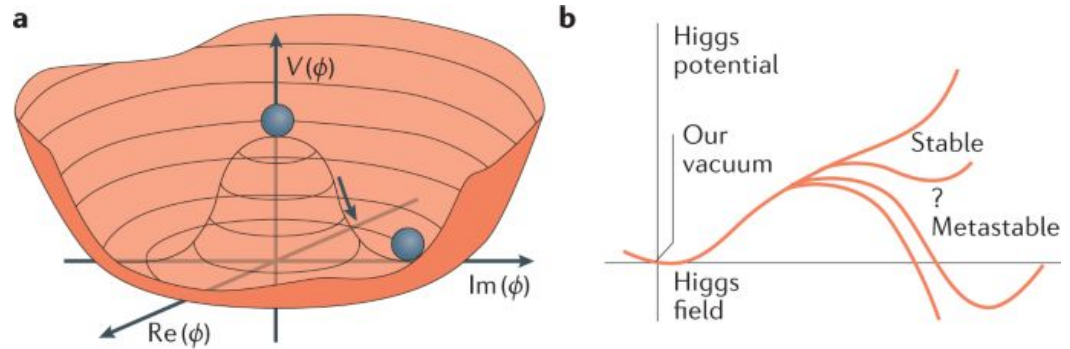 a
V(ϕ)
Im(ϕ)
Re(ϕ)
b
Higgs
potential
Our
vacuum
Stable
?
Metastable
Higgs
field